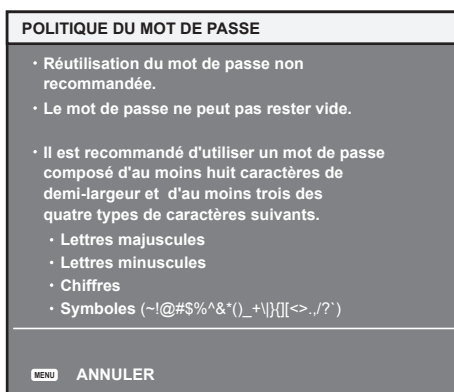 POLITIQUE DU MOT DE PASSE
・Réutilisation du mot de passe non
recommandée.
・Le mot de passe ne peut pas rester vide.
・Il est recommandé d'utiliser un mot de passe
composé d'au moins huit caractères de
demi-largeur et d'au moins trois des
quatre types de caractères suivants.
・Lettres majuscules
・Lettres minuscules
・Chiffres
・Symboles (~!@#$%^&*()_+\|}{][<>.,/?`)
MENU ANNULER